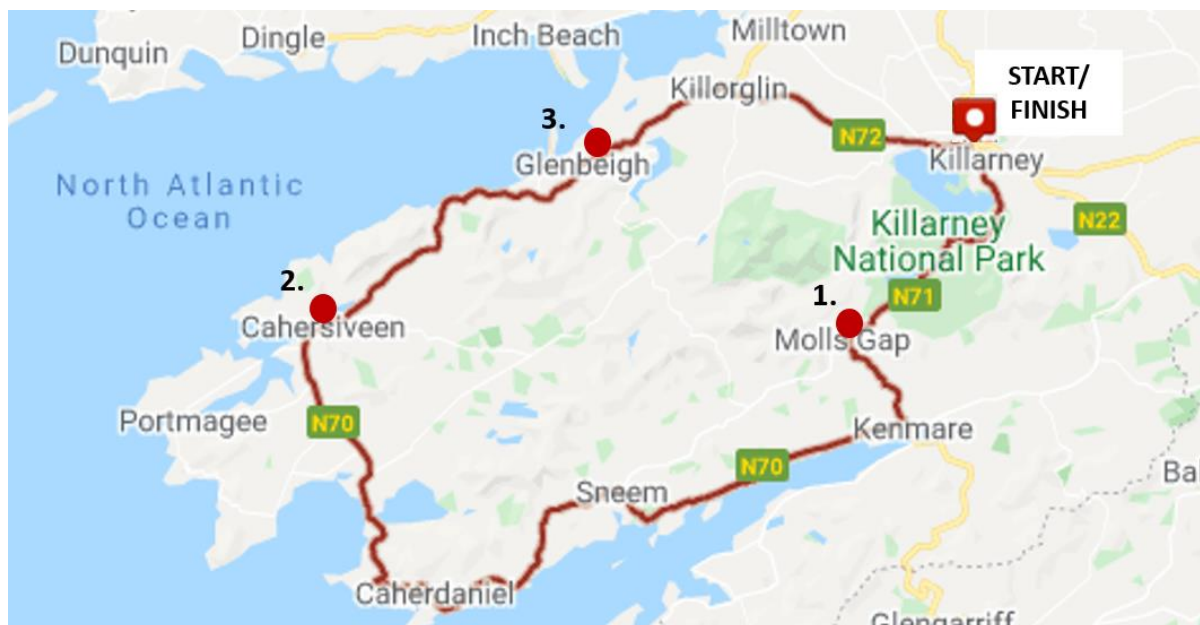 Dunquin
Dingle
Inch Beach
Milltown
START/
FINISH
Killorglin
3.
N72
Killarney
Glenbeigh
North Atlantic
Ocean
Killarney
National Park
N22
2.
1.
N71
Cahersiveen
Molls Gap
Portmagee
N70
Kenmare
N70
Sneem
Ba
Caherdaniel
Glengarriff